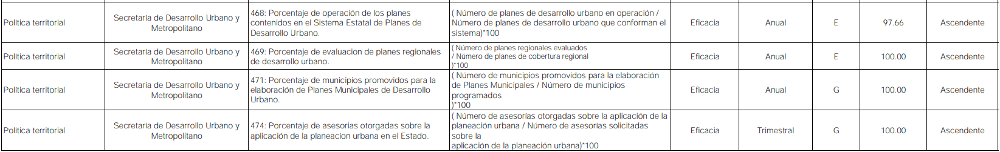 Política territorial
Secretaría de Desarrollo Urbano y
Metropolitano
468: Porcentaje de operación de los planes
contenidos en el Sistema Estatal de Planes de
Desarrollo Urbano.
( Número de planes de desarrollo urbano en operación /
Número de planes de desarrollo urbano que conforman el
sistema)*100
Eficacia
Anual
E
97.66
Ascendente
Política territorial
Secretaría de Desarrollo Urbano y
Metropolitano
469: Porcentaje de evaluacion de planes regionales
de desarrollo urbano.
( Número de planes regionales evaluados
/ Número de planes de cobertura regional
)*100
Eficacia
Anual
E
100.00
Ascendente
Política territorial
Secretaría de Desarrollo Urbano y
Metropolitano
471: Porcentaje de municipios promovidos para la
elaboración de Planes Municipales de Desarrollo
Urbano.
( Número de municipios promovidos para la elaboración
de Planes Municipales / Número de municipios
programados
)*100
Eficacia
Anual
G
100.00
Ascendente
Política territorial
Secretaría de Desarrollo Urbano y
Metropolitano
474: Porcentaje de asesorías otorgadas sobre la
aplicación de la planeacion urbana en el Estado.
( Número de asesorías otorgadas sobre la aplicación de la
planeación urbana / Número de asesorías solicitadas
sobre la
aplicación de la planeación urbana)*100
Eficacia
Trimestral
G
100.00
Ascendente